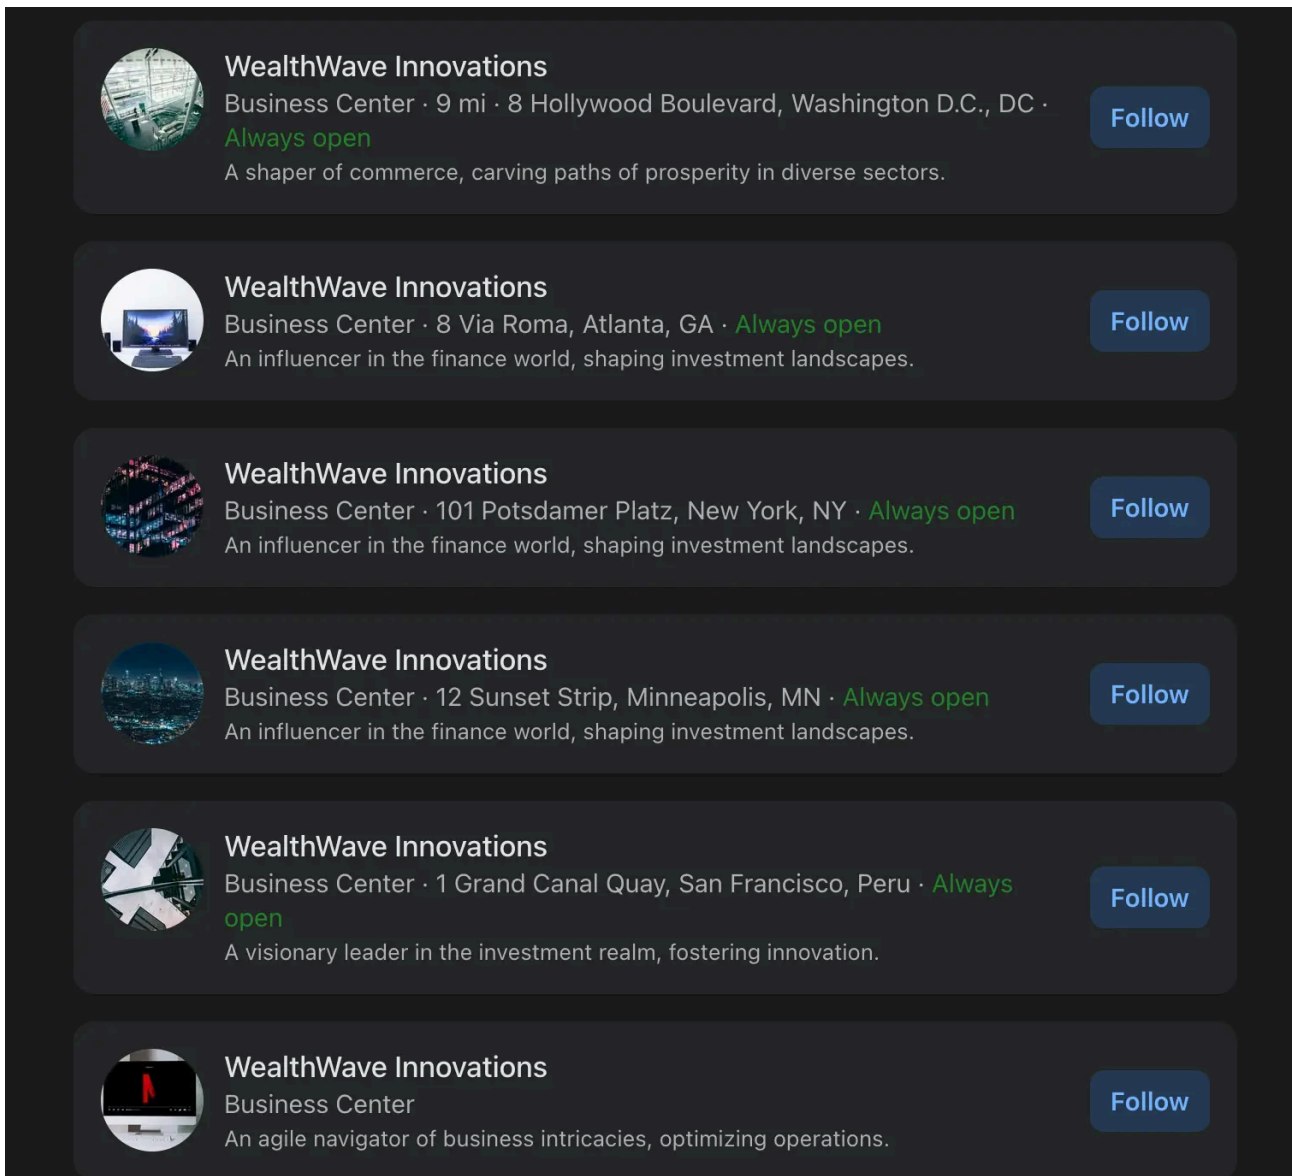 WealthWave Innovations
Business Center · 9 mi · 8 Hollywood Boulevard, Washington D.C., DC ·
Always open
A shaper of commerce, carving paths of prosperity in diverse sectors.
Follow
WealthWave Innovations
Business Center · 8 Via Roma, Atlanta, GA · Always open
An influencer in the finance world, shaping investment landscapes.
Follow
WealthWave Innovations
Business Center · 101 Potsdamer Platz, New York, NY · Always open
An influencer in the finance world, shaping investment landscapes.
Follow
WealthWave Innovations
Business Center · 12 Sunset Strip, Minneapolis, MN · Always open
An influencer in the finance world, shaping investment landscapes.
Follow
WealthWave Innovations
Business Center · 1 Grand Canal Quay, San Francisco, Peru · Always
open
A visionary leader in the investment realm, fostering innovation.
Follow
WealthWave Innovations
Business Center
An agile navigator of business intricacies, optimizing operations.
Follow